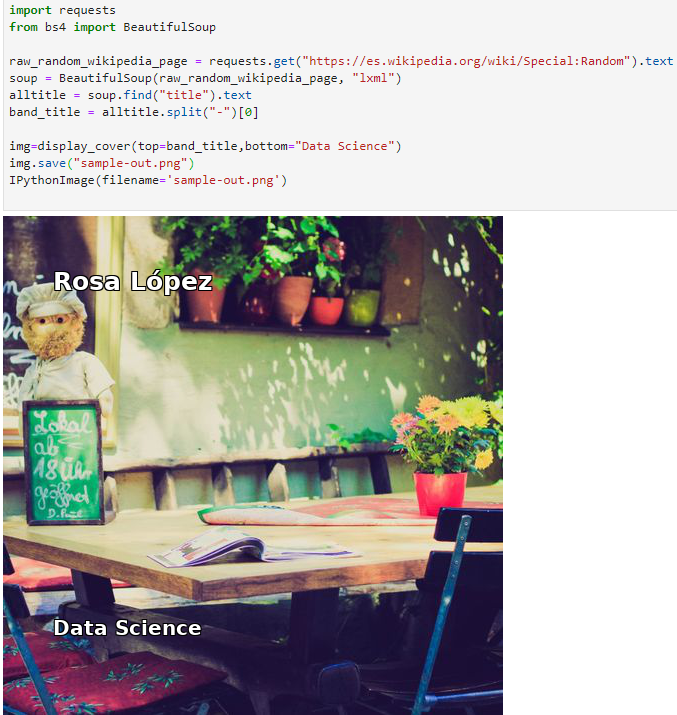 import requests
from bs4 import BeautifulSoup
raw_random_wikipedia_page = requests.get("https://es.wikipedia.org/wiki/Special:Random").text
soup = BeautifulSoup(raw_random_wikipedia_page, "lxml")
alltitle = soup.find("title").text
band_title = alltitle.split("-")[0]
img=display_cover(top=band_title,bottom="Data Science")
img.save("sample-out.png")
IPythonImage(filename='sample-out.png')
Rosa López
Lokal
ab
18 Uhr
geöffnet
Data Science